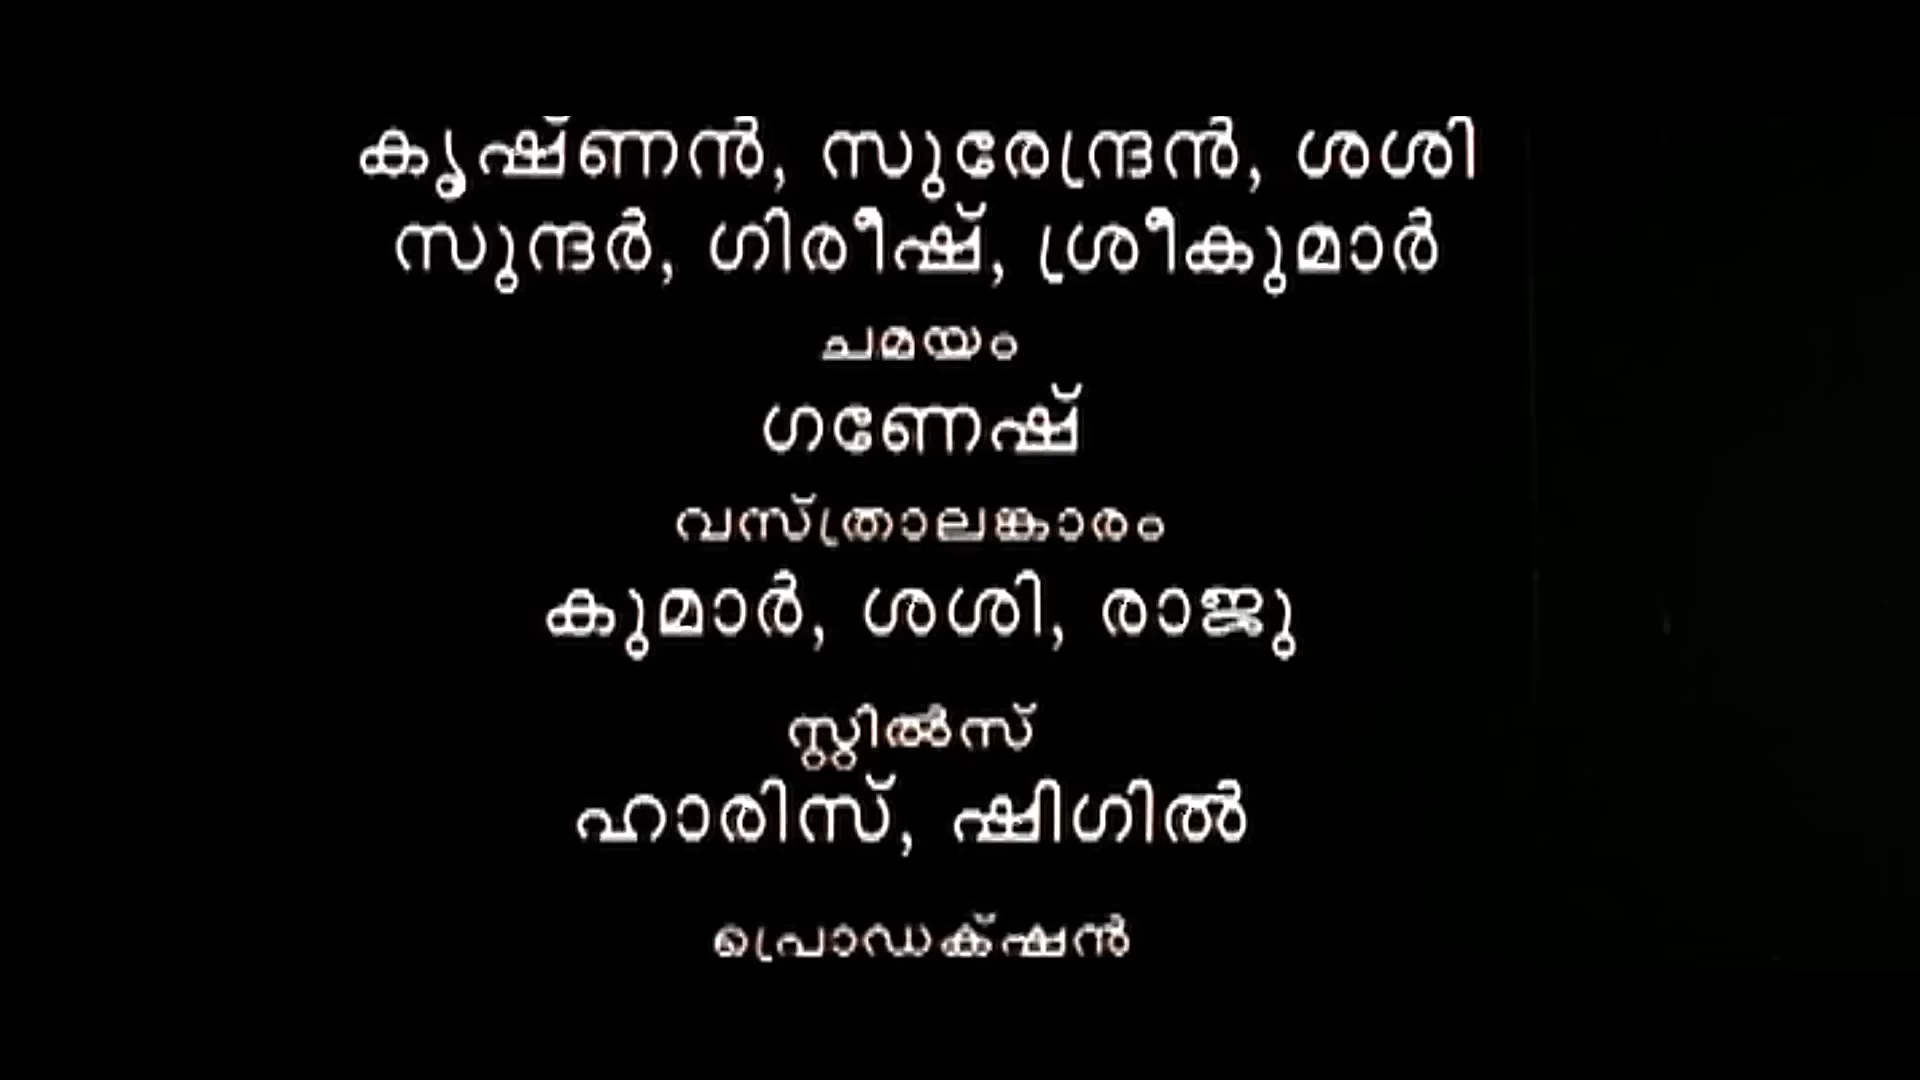 കൃഷ്ണൻ, സുരേന്ദ്രൻ, ശശി
സുന്ദർ, ഗിരീഷ്, ശ്രീകുമാർ
ചമയം
ഗണേഷ്
വസ്ത്രാലങ്കാരം
കുമാർ, ശശി, രാജു
സ്റ്റിൽസ്
ഹാരിസ്, ഷിഗിൽ
പ്രൊഡക്ഷൻ